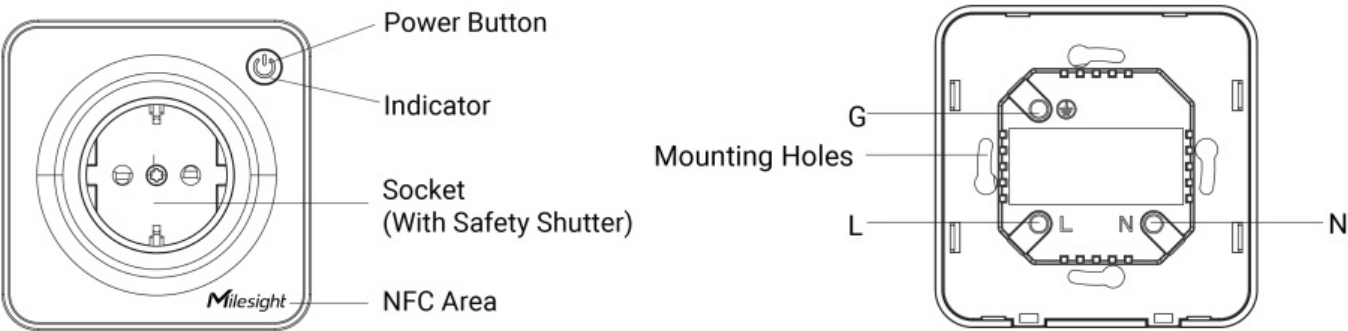 Power Button
Indicator
Socket
(With Safety Shutter)
Milesight
NFC Area
G
Mounting Holes
L
L
N
N